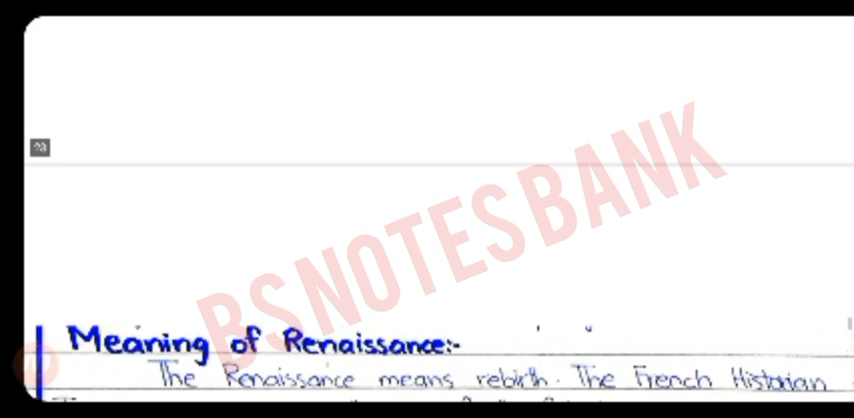 BSNOTESBANK
Meaning of Renaissance:-
The Renaissance means rebirth. The French Historian